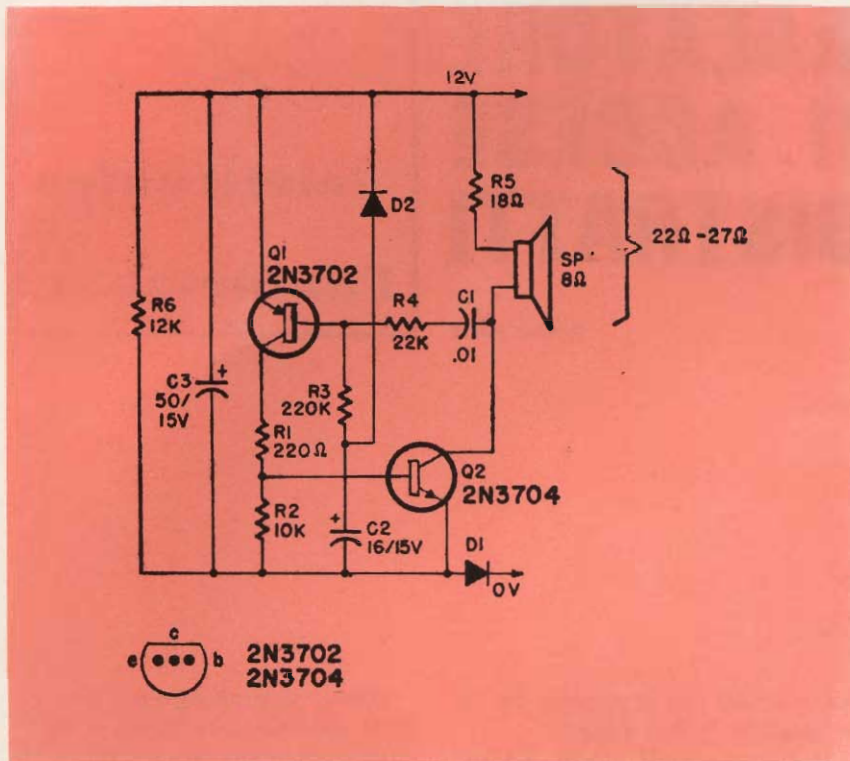 12V
R5
18Ω
D2
22Ω-27Ω
SP
8Ω
Q1
2N3702
R4
22K
C1
.01
R6
12K
C3
50/
15V
+
R3
220K
R1
220Ω
Q2
2N3704
R2
10K
+
C2
16/15V
D1
0V
c
e
b
2N3702
2N3704